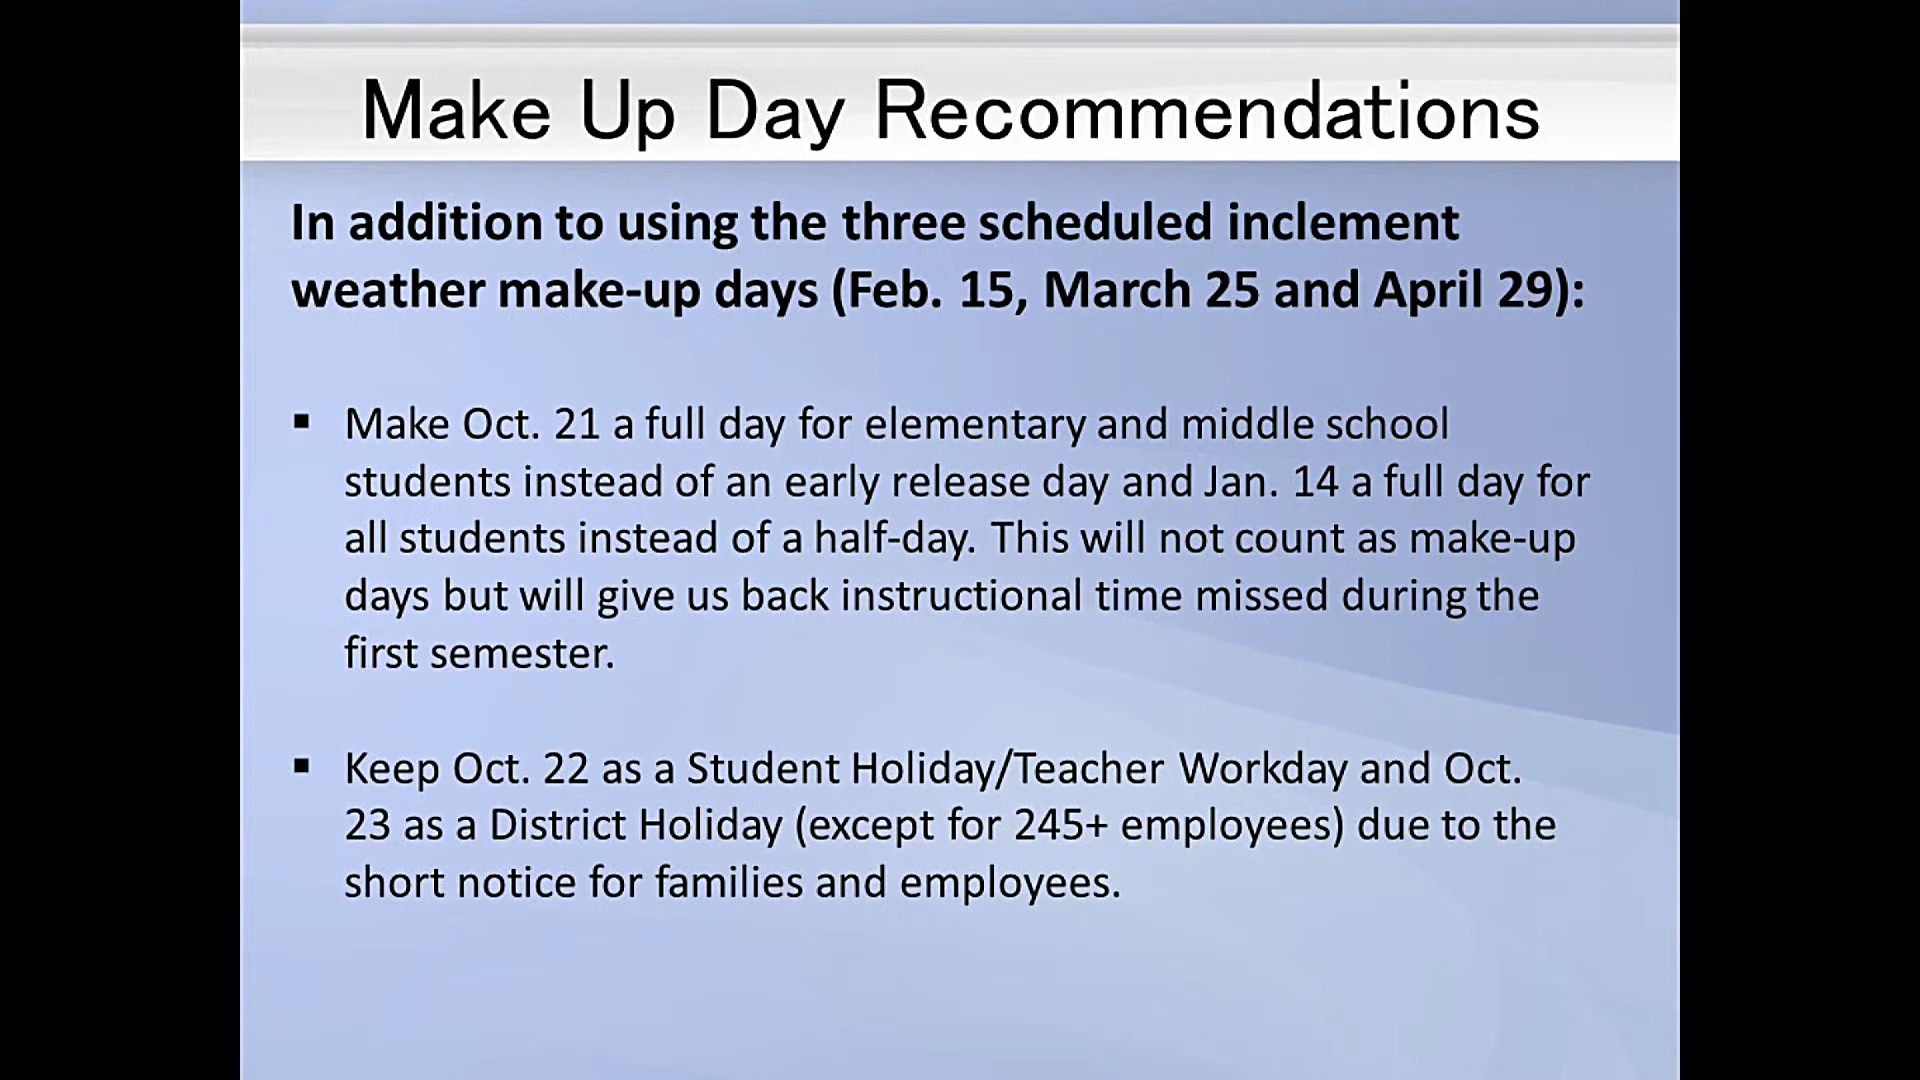 Make Up Day Recommendations
In addition to using the three scheduled inclement
weather make-up days (Feb. 15, March 25 and April 29):
▪ Make Oct. 21 a full day for elementary and middle school
students instead of an early release day and Jan. 14 a full day for
all students instead of a half-day. This will not count as make-up
days but will give us back instructional time missed during the
first semester.
▪ Keep Oct. 22 as a Student Holiday/Teacher Workday and Oct.
23 as a District Holiday (except for 245+ employees) due to the
short notice for families and employees.